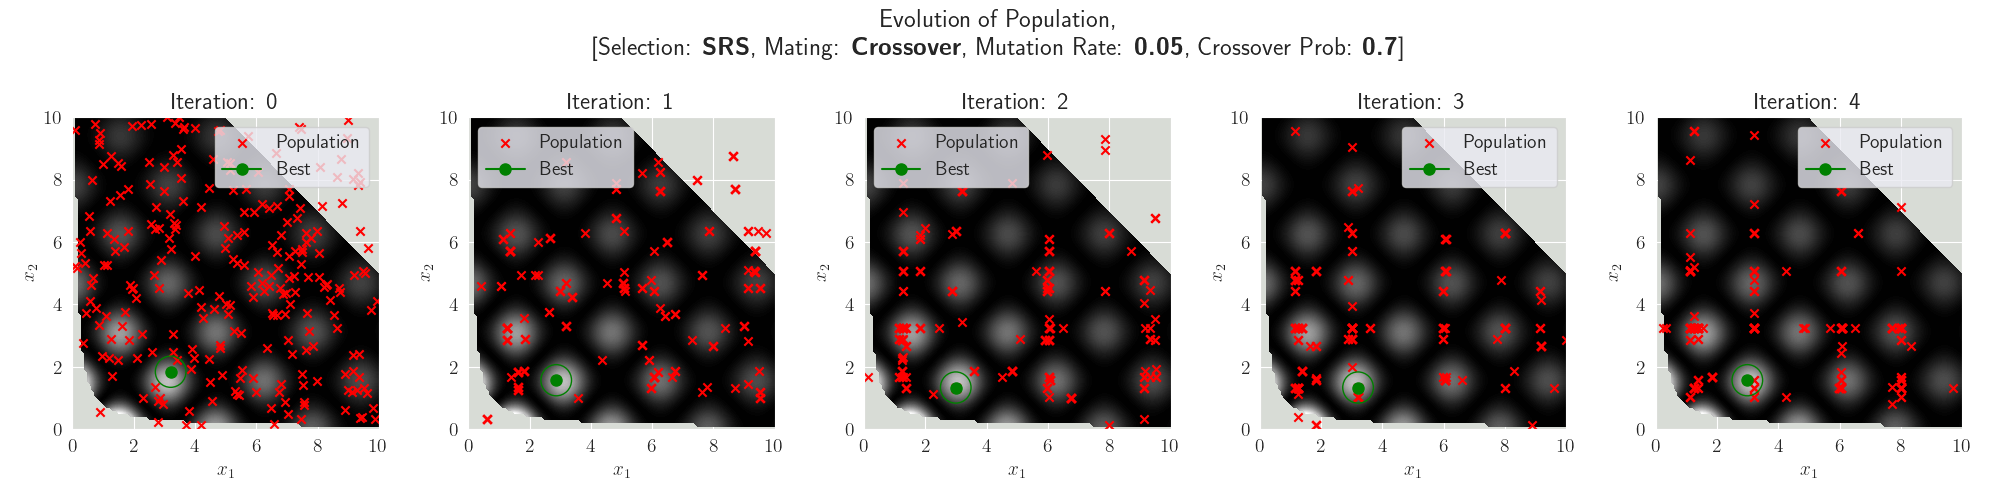 Evolution of Population,
[Selection: SRS, Mating: Crossover, Mutation Rate: 0.05, Crossover Prob: 0.7]
Iteration: 0
10
8
6
4
2
0
x2
Population
Best
0 2 4 6 8 10
x1
Iteration: 1
10
8
6
4
2
0
x2
Population
Best
0 2 4 6 8 10
x1
Iteration: 2
10
8
6
4
2
0
x2
Population
Best
0 2 4 6 8 10
x1
Iteration: 3
10
8
6
4
2
0
x2
Population
Best
0 2 4 6 8 10
x1
Iteration: 4
10
8
6
4
2
0
x2
Population
Best
0 2 4 6 8 10
x1